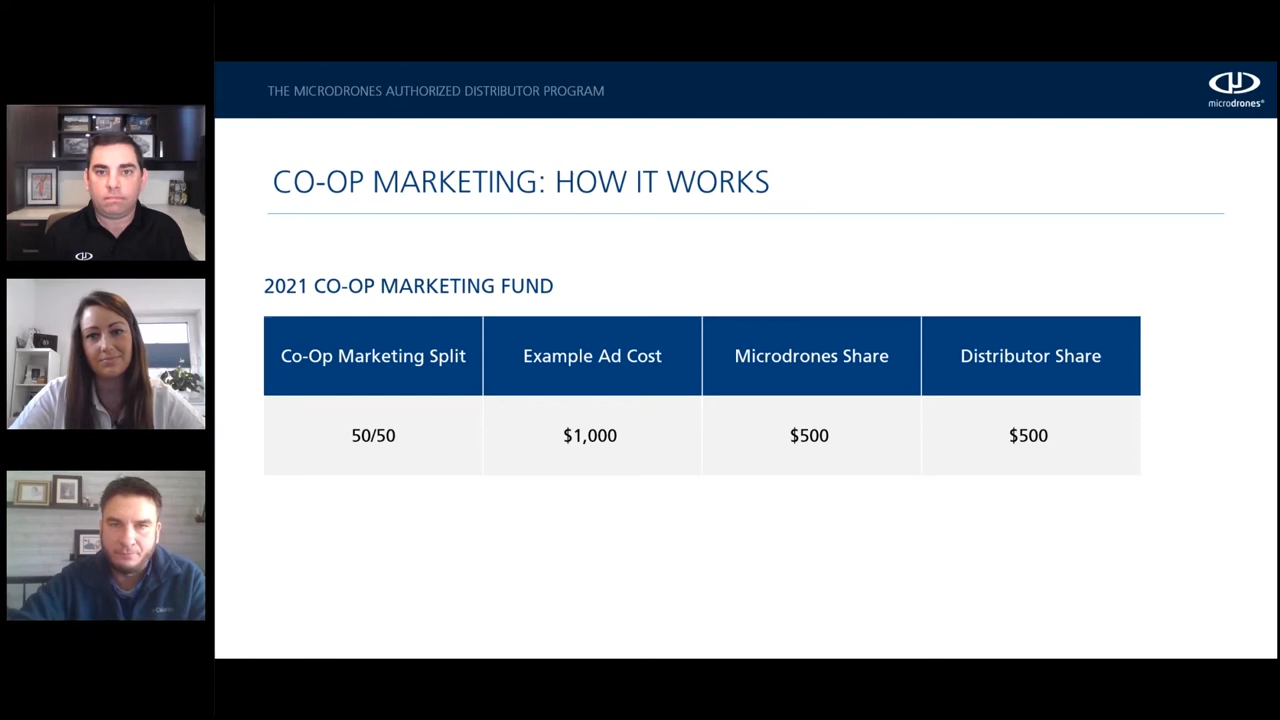 THE MICRODRONES AUTHORIZED DISTRIBUTOR PROGRAM
microdrones®
CO-OP MARKETING: HOW IT WORKS
2021 CO-OP MARKETING FUND
Co-Op Marketing Split Example Ad Cost Microdrones Share Distributor Share
50/50 $1,000 $500 $500